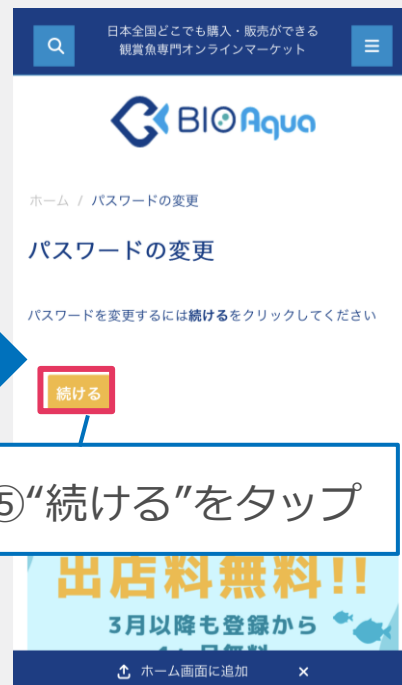 日本全国どこでも購入・販売ができる
観賞魚専門オンラインマーケット
BIO Aqua
ホーム / パスワードの変更
パスワードの変更
パスワードを変更するには続けるをクリックしてください
続ける
⑤“続ける”をタップ
出店料無料!!
3月以降も登録から
ホーム画面に追加 ×